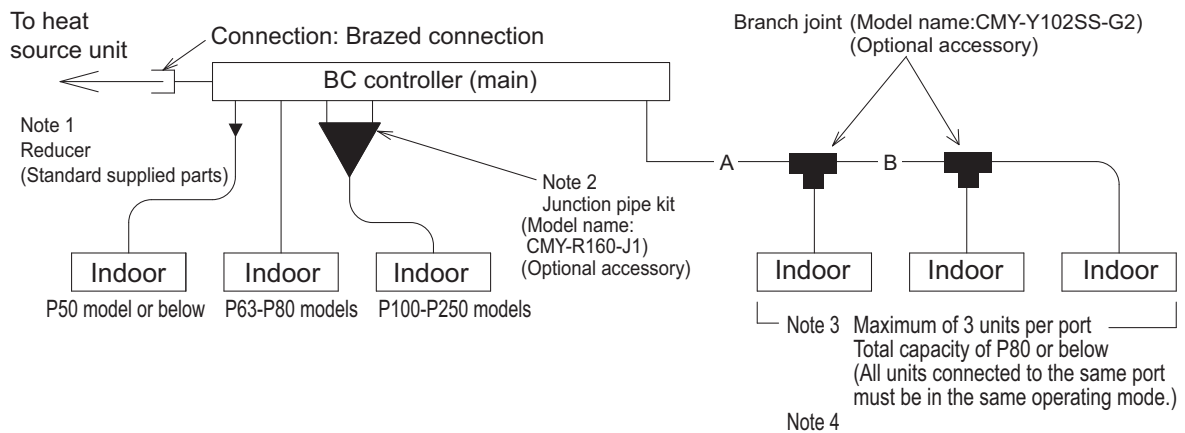 To heat
source unit
Connection: Brazed connection
BC controller (main)
Branch joint (Model name:CMY-Y102SS-G2)
(Optional accessory)
Note 1
Reducer
(Standard supplied parts)
Note 2
Junction pipe kit
(Model name:
CMY-R160-J1)
(Optional accessory)
A
B
Indoor
Indoor
Indoor
Indoor
Indoor
Indoor
P50 model or below
P63-P80 models
P100-P250 models
Note 3 Maximum of 3 units per port
Total capacity of P80 or below
(All units connected to the same port
must be in the same operating mode.)
Note 4